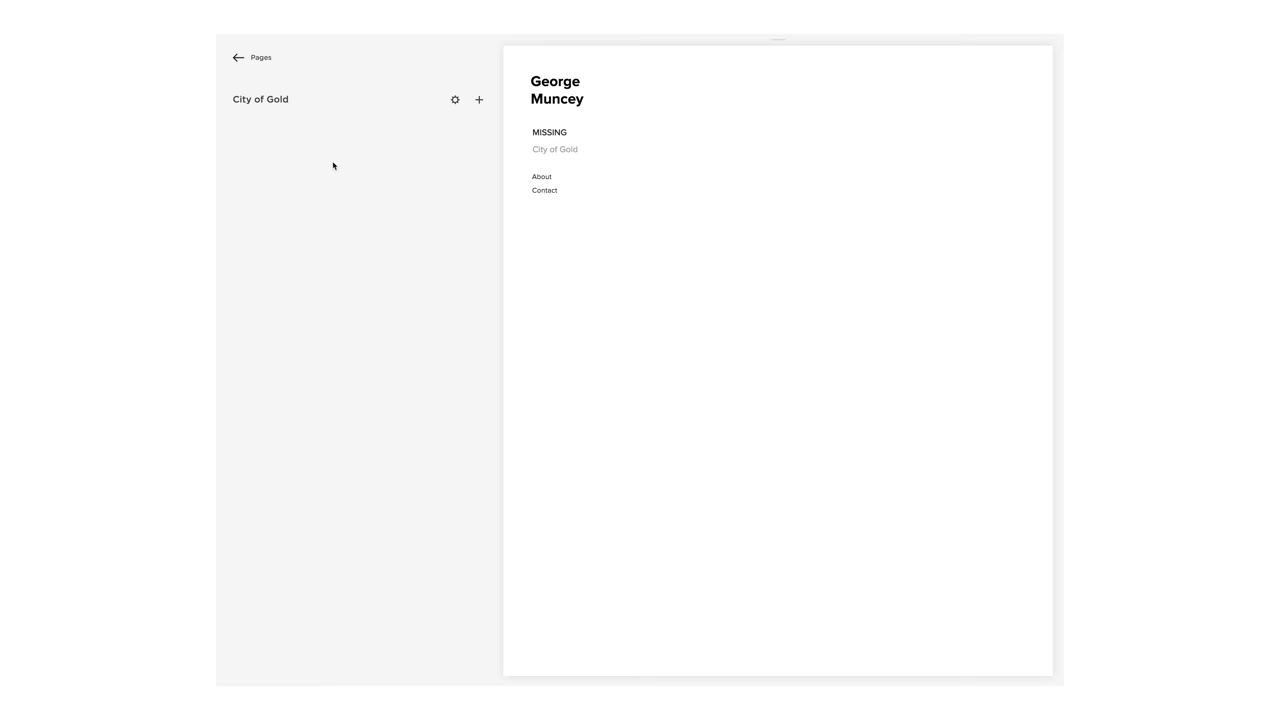 Pages
City of Gold
George
Muncey
MISSING
City of Gold
About
Contact